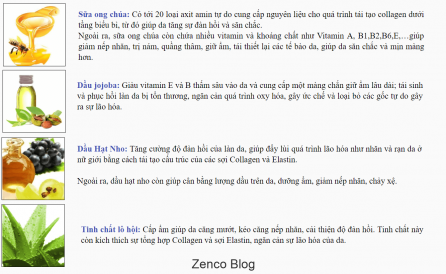 Sữa ong chúa: Có tới 20 loại axit amin tự do cung cấp nguyên liệu cho quá trình tái tạo collagen dưới
tầng biểu bì, từ đó giúp da tăng sự đàn hồi và săn chắc.
Ngoài ra, sữa ong chúa còn chứa nhiều vitamin và khoáng chất như Vitamin A, B1,B2,B6,E,…giúp
giảm nếp nhăn, trị nám, quầng thâm, giữ ẩm, tái thiết lại các tế bào da, giúp da săn chắc và mịn màng
hơn.
Dầu jojoba: Giàu vitamin E và B thẩm sâu vào da và cung cấp một màng chắn giữ ẩm lâu dài; tái sinh
và phục hồi làn da bị tổn thương, ngăn cản quá trình oxy hóa, gây ức chế và loại bỏ các gốc tự do gây
ra sự lão hóa.
Dầu Hạt Nho: Tăng cường độ đàn hồi của làn da, giúp đẩy lùi quá trình lão hóa như nhăn và rạn da ở
nữ giới bằng cách tái tạo cấu trúc của các sợi Collagen và Elastin.
Ngoài ra, dầu hạt nho còn giúp cân bằng lượng dầu trên da, dưỡng ẩm, giảm nếp nhăn, chảy xệ.
Tinh chất lô hội: Cấp ẩm giúp da căng mướt, kéo căng nếp nhăn, cải thiện độ đàn hồi. Tinh chất này
còn kích thích sự tổng hợp Collagen và sợi Elastin, ngăn cản sự lão hóa của da.
Zenco Blog